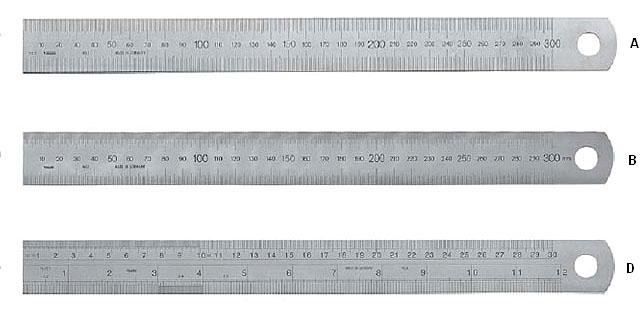 10 20 30 40 50 60 70 80 90 100 110 120 130 140 150 160 170 180 190 200 210 220 230 240 250 260 270 280 290 300
A
10 20 30 40 50 60 70 80 90 100 110 120 130 140 150 160 170 180 190 200 210 220 230 240 250 260 270 280 290 300 mm
B
1 2 3 4 5 6 7 8 9 10 11 12 13 14 15 16 17 18 19 20 21 22 23 24 25 26 27 28 29 30
D
1 2 3 4 5 6 7 8 9 10 11 12